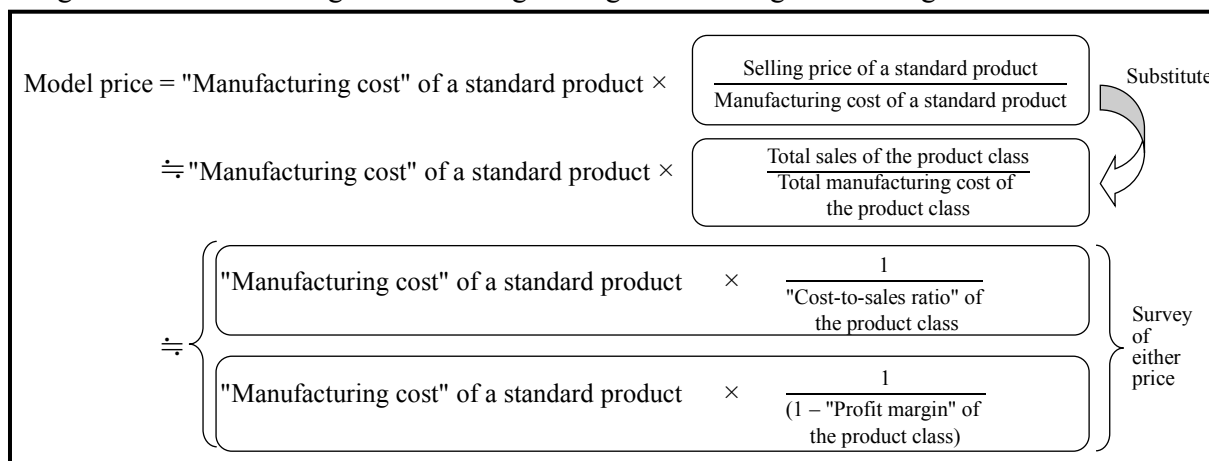 Model price = "Manufacturing cost" of a standard product ×
Selling price of a standard product
Manufacturing cost of a standard product
Substitute
≒ "Manufacturing cost" of a standard product ×
Total sales of the product class
Total manufacturing cost of
the product class
≒
"Manufacturing cost" of a standard product ×
1
"Cost-to-sales ratio" of
the product class
"Manufacturing cost" of a standard product ×
1
(1 – "Profit margin" of
the product class)
Survey
of
either
price